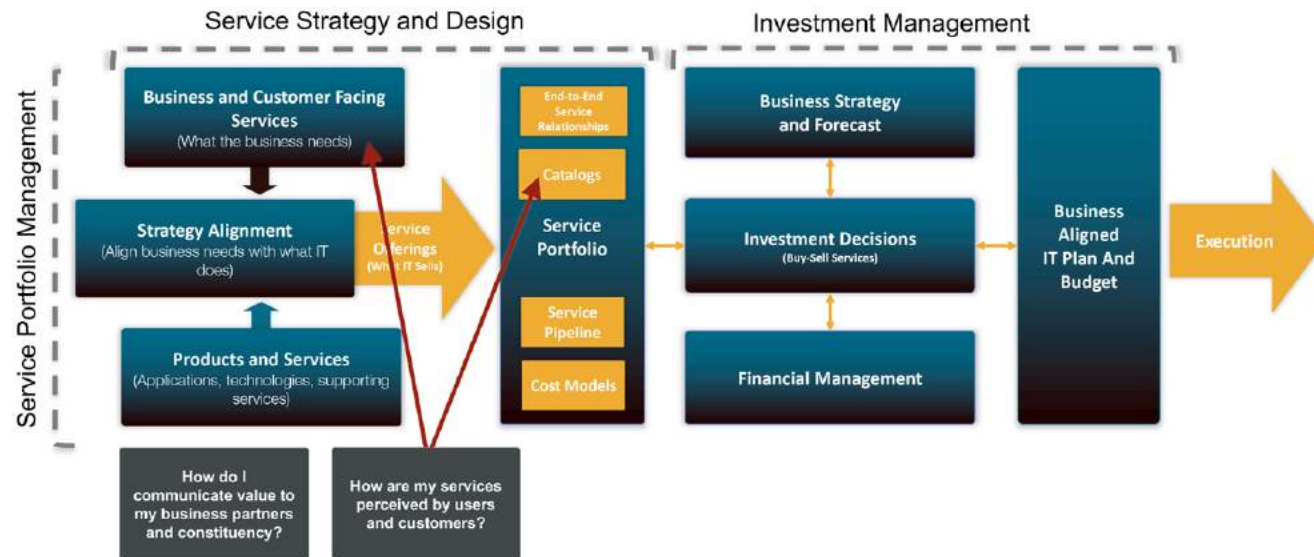 Service Strategy and Design
Investment Management
Service Portfolio Management
Business and Customer Facing
Services
(What the business needs)
Strategy Alignment
(Align business needs with what IT
does)
Products and Services
(Applications, technologies, supporting
services)
Service
Offerings
(What IT Sells)
End-to-End
Service
Relationships
Catalogs
Service
Portfolio
Service
Pipeline
Cost Models
Business Strategy
and Forecast
Investment Decisions
(Buy-Sell Services)
Financial Management
Business
Aligned
IT Plan And
Budget
Execution
How do I
communicate value to
my business partners
and constituency?
How are my services
perceived by users
and customers?